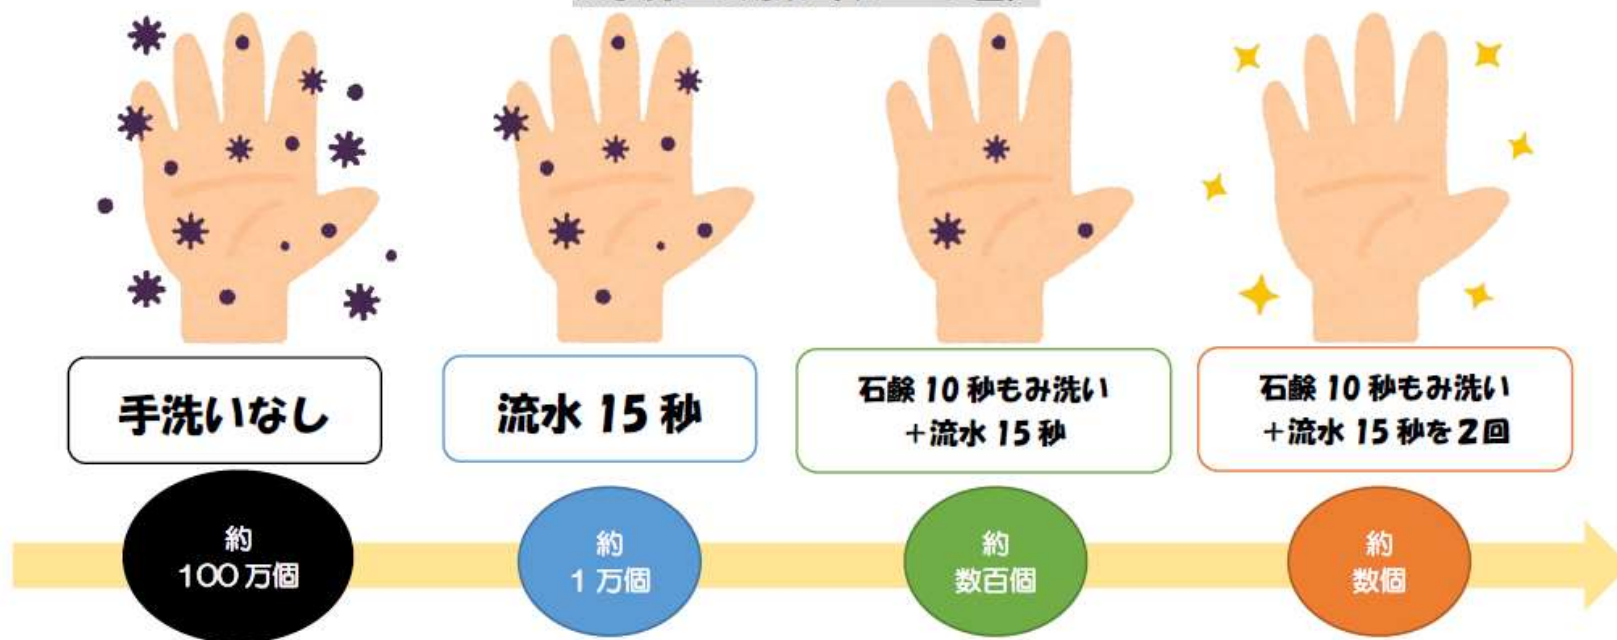 手洗いなし
流水 15 秒
石鹸 10 秒もみ洗い
＋流水 15 秒
石鹸 10 秒もみ洗い
＋流水 15 秒を2回
約
100 万個
約
1 万個
約
数百個
約
数個